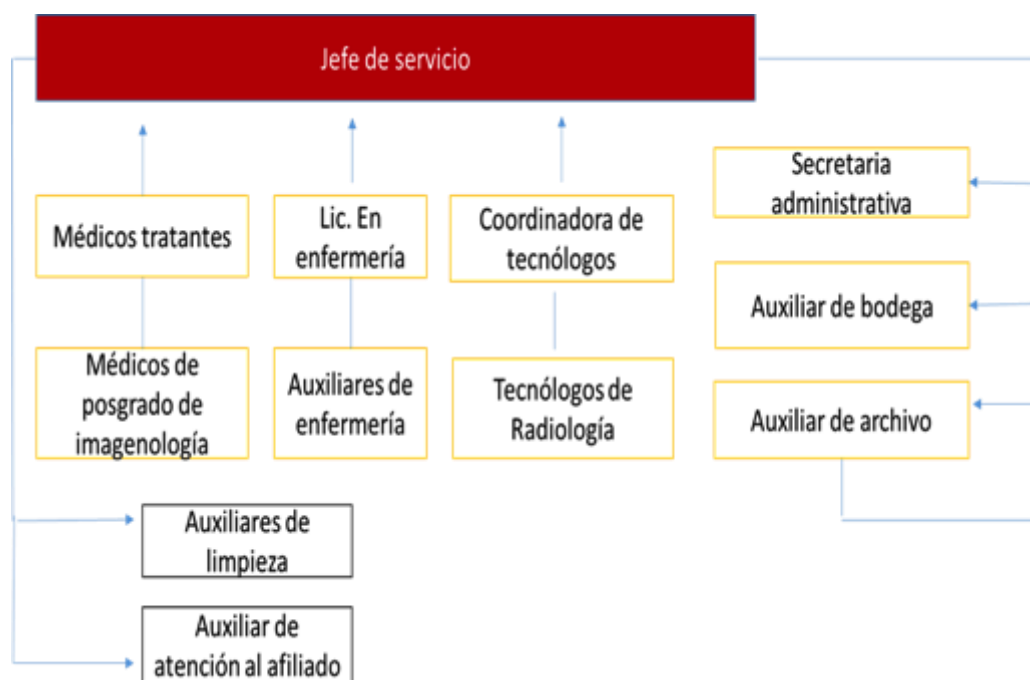 Jefe de servicio
Médicos tratantes
Lic. En
enfermería
Coordinadora de
tecnólogos
Secretaria
administrativa
Auxiliar de bodega
Médicos de
posgrado de
imagenología
Auxiliares de
enfermería
Tecnólogos de
Radiología
Auxiliar de archivo
Auxiliares de
limpieza
Auxiliar de
atención al afiliado